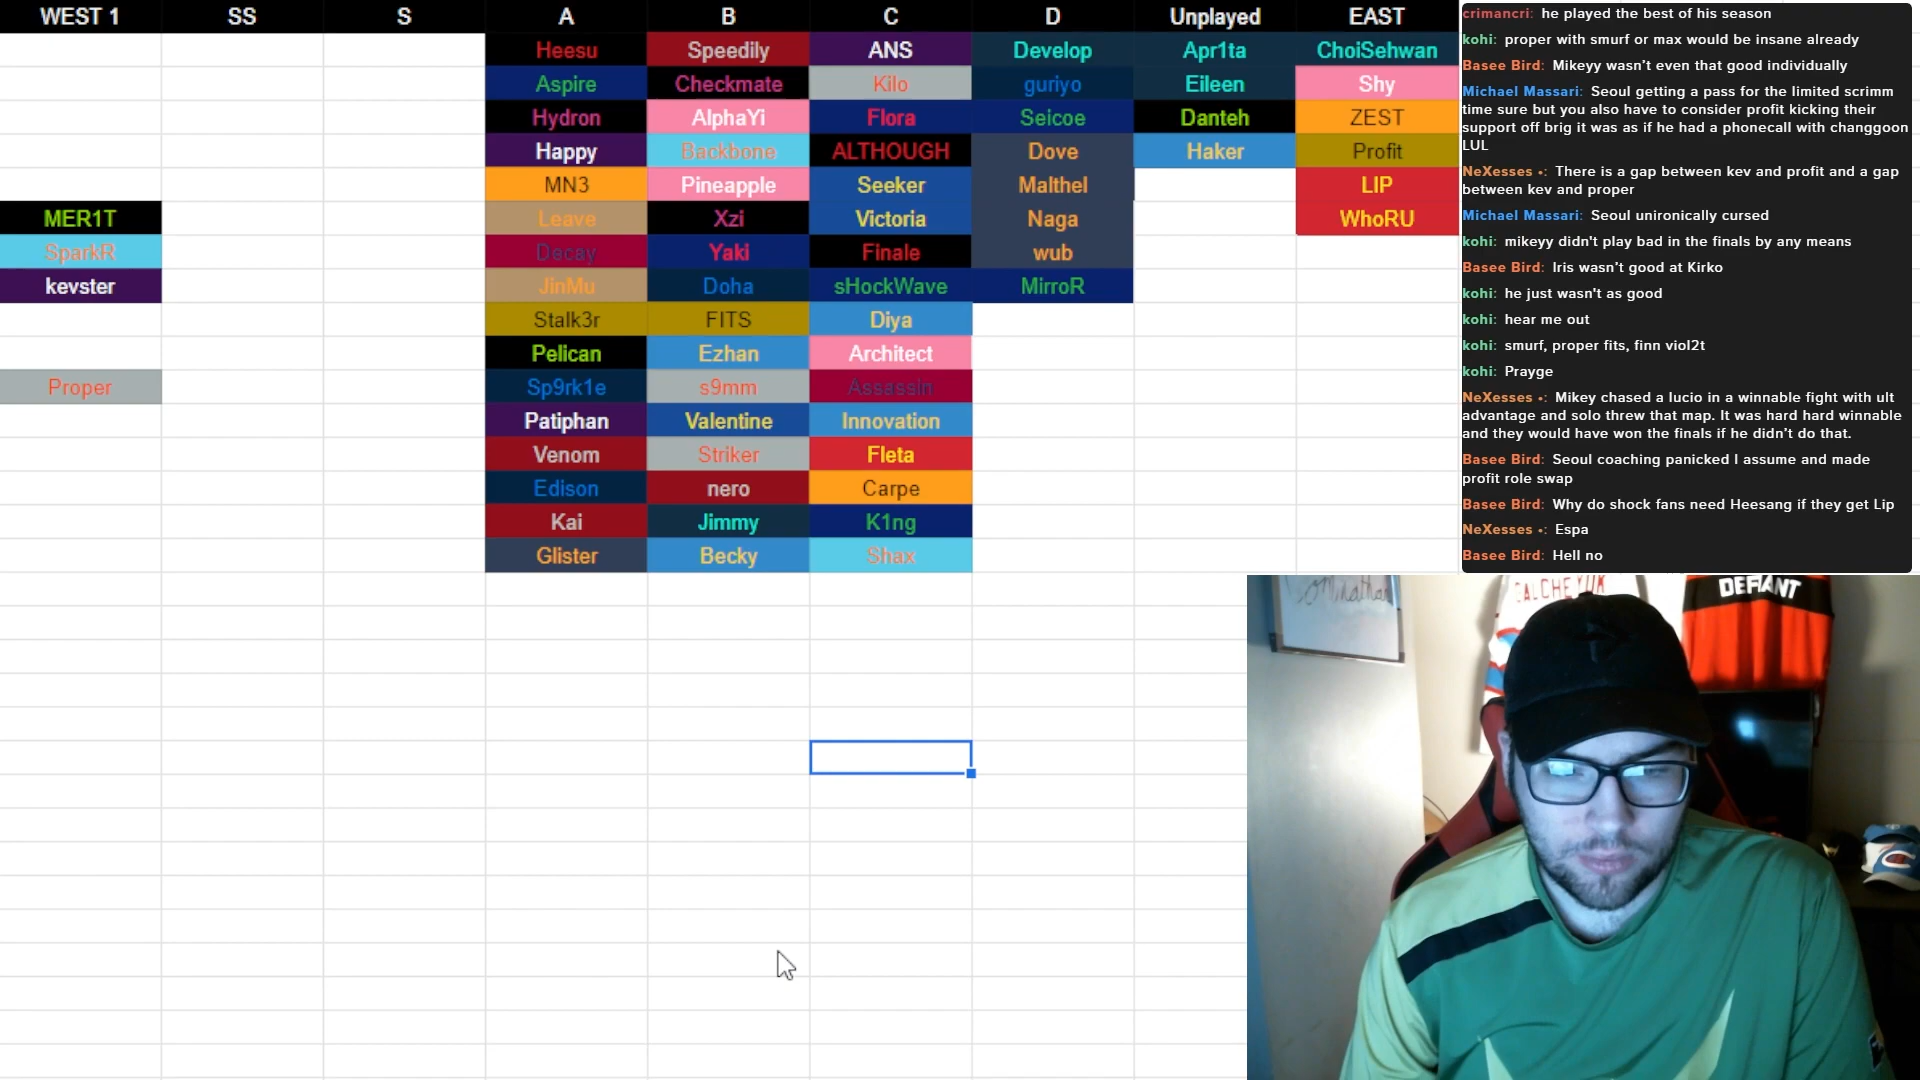 WEST 1 SS S A B C D Unplayed EAST
Heesu Speedily ANS Develop Apr1ta ChoiSehwan
Aspire Checkmate Kilo guriyo Eileen Shy
Hydron AlphaYi Flora Seicoe Danteh ZEST
Happy Backbone ALTHOUGH Dove Haker Profit
MN3 Pineapple Seeker Malthel LIP
MER1T Leave Xzi Victoria Naga WhoRU
SparkR Decay Yaki Finale wub
kevster JinMu Doha sHockWave MirroR
Stalk3r FITS Diya
Pelican Ezhan Architect
Proper Sp9rk1e s9mm Assassin
Patiphan Valentine Innovation
Venom Striker Fleta
Edison nero Carpe
Kai Jimmy K1ng
Glister Becky Shax
crimancri: he played the best of his season
kohi: proper with smurf or max would be insane already
Basee Bird: Mikeyy wasn't even that good individually
Michael Massari: Seoul getting a pass for the limited scrimm
time sure but you also have to consider profit kicking their
support off brig it was as if he had a phonecall with changgoon
LUL
NeXesses •: There is a gap between kev and profit and a gap
between kev and proper
Michael Massari: Seoul unironically cursed
kohi: mikeyy didn't play bad in the finals by any means
Basee Bird: Iris wasn't good at Kirko
kohi: he just wasn't as good
kohi: hear me out
kohi: smurf, proper fits, finn viol2t
kohi: Prayge
NeXesses •: Mikey chased a lucio in a winnable fight with ult
advantage and solo threw that map. It was hard hard winnable
and they would have won the finals if he didn't do that.
Basee Bird: Seoul coaching panicked I assume and made
profit role swap
Basee Bird: Why do shock fans need Heesang if they get Lip
NeXesses •: Espa
Basee Bird: Hell no
DEFIANT